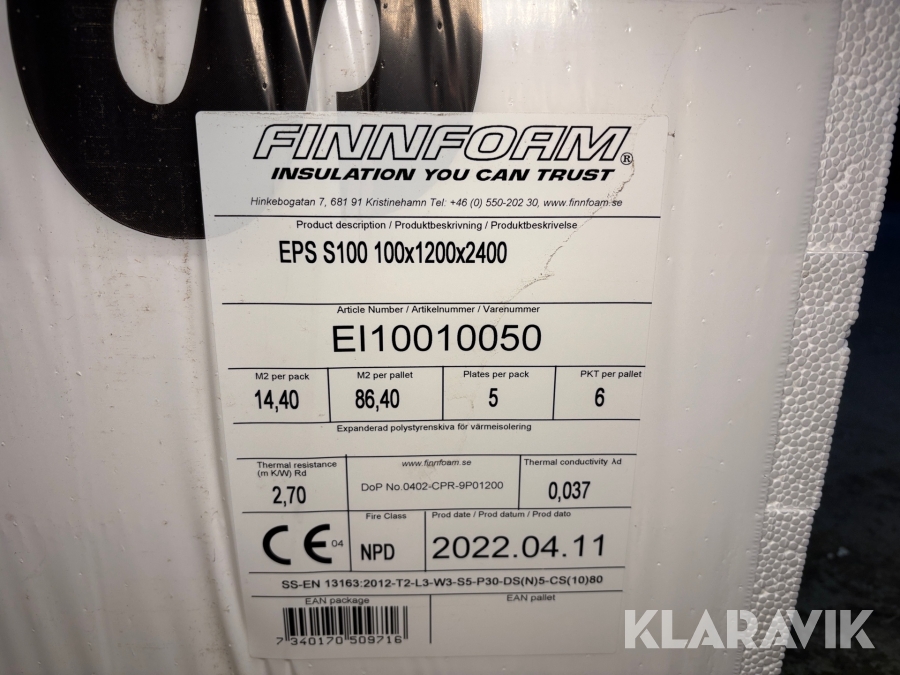 FINNFOAM®
INSULATION YOU CAN TRUST
Hinkebogatan 7, 681 91 Kristinehamn Tel: +46 (0) 550-202 30, www.finnfoam.se
Product description / Produktbeskrivning / Produktbeskrivelse
EPS S100 100x1200x2400
Article Number / Artikelnummer / Varenummer
EI10010050
M2 per pack M2 per pallet Plates per pack PKT per pallet
14,40 86,40 5 6
Expanderad polystyrenskiva för värmeisolering
Thermal resistance (m K/W) Rd www.finnfoam.se Thermal conductivity λd
2,70 DoP No.0402-CPR-9P01200 0,037
Fire Class Prod date / Prod datum / Prod dato
CE 04 NPD 2022.04.11
SS-EN 13163:2012-T2-L3-W3-S5-P30-DS(N)5-CS(10)80
EAN package EAN pallet
7 340170 509716
KLARAVIK